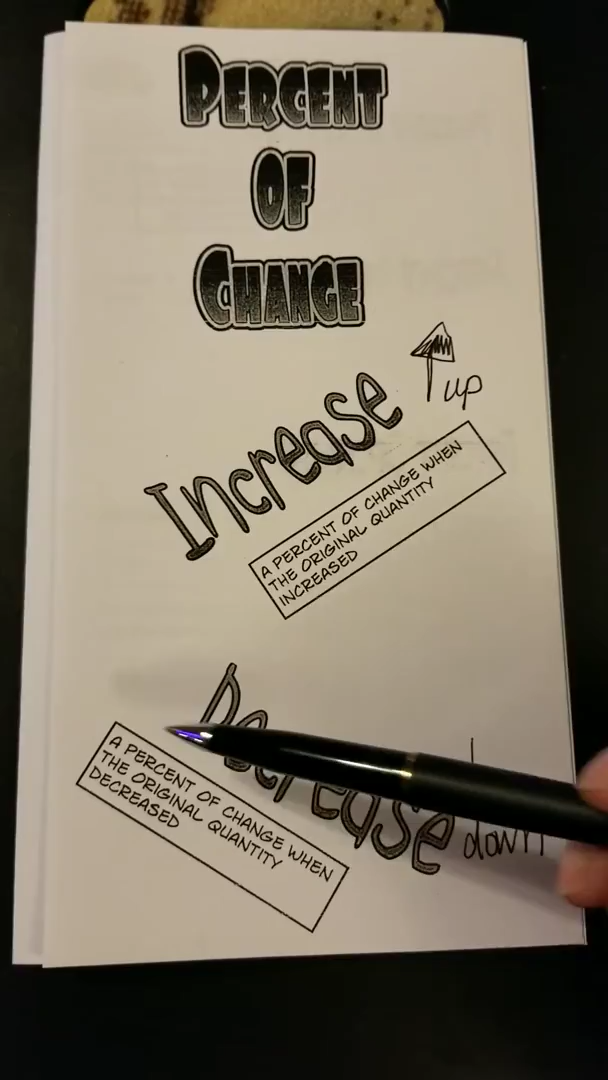 PERCENT
OF
CHANGE
Increase
up
A PERCENT OF CHANGE WHEN
THE ORIGINAL QUANTITY
INCREASED
Decrease
down
A PERCENT OF CHANGE WHEN
THE ORIGINAL QUANTITY
DECREASED